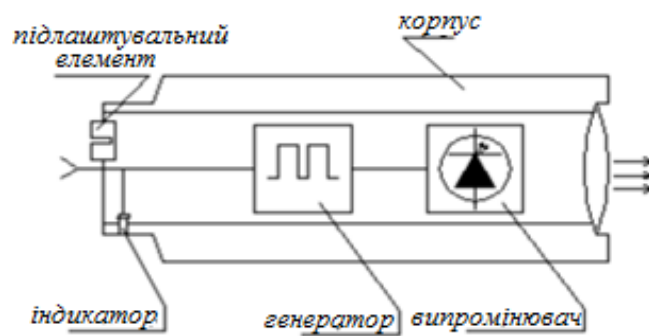 підлаштувальний
елемент
корпус
індикатор
генератор
випромінювач